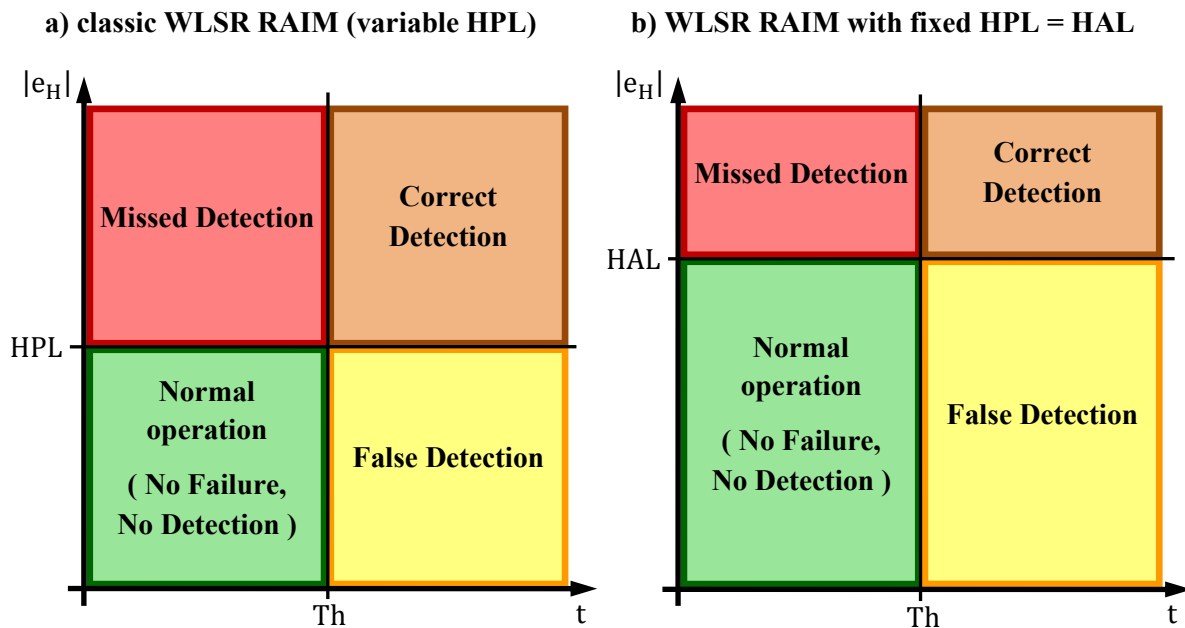 a) classic WLSR RAIM (variable HPL)
|e_H|
Missed Detection
Correct
Detection
HPL
Normal
operation
( No Failure,
No Detection )
False Detection
Th
t
b) WLSR RAIM with fixed HPL = HAL
|e_H|
Missed Detection
Correct
Detection
HAL
Normal
operation
( No Failure,
No Detection )
False Detection
Th
t